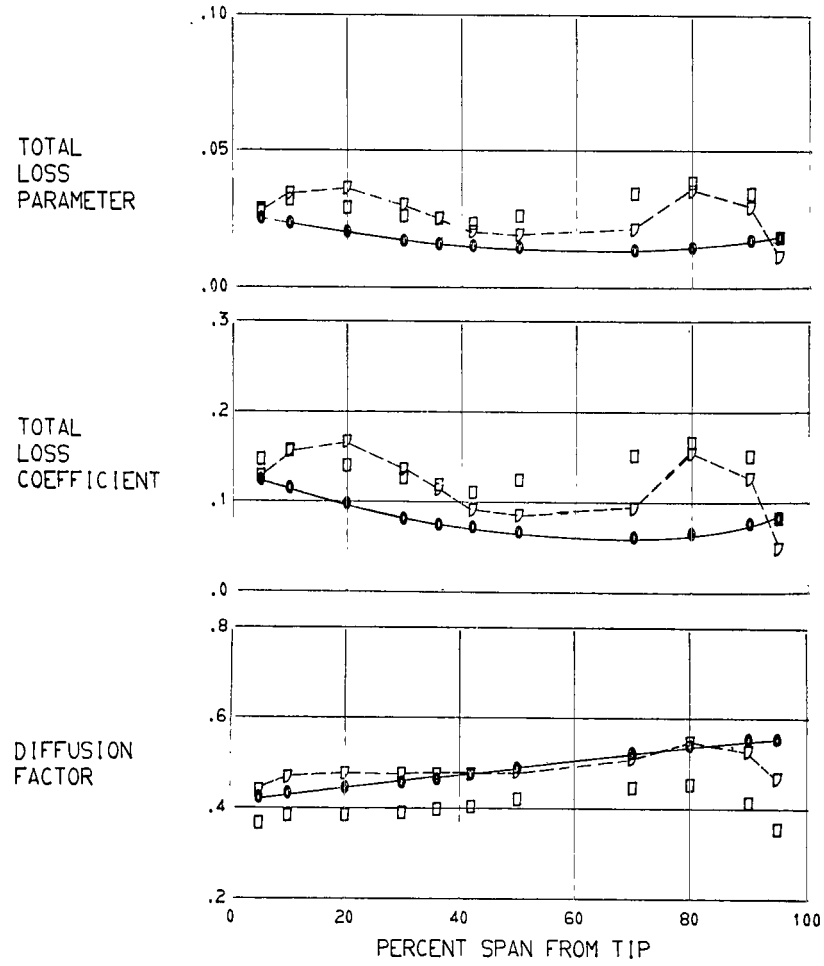 .10
TOTAL
LOSS
PARAMETER
.05
.00
.3
TOTAL
LOSS
COEFFICIENT
.2
.1
.0
.8
DIFFUSION
FACTOR
.6
.4
.2
0 20 40 60 80 100
PERCENT SPAN FROM TIP